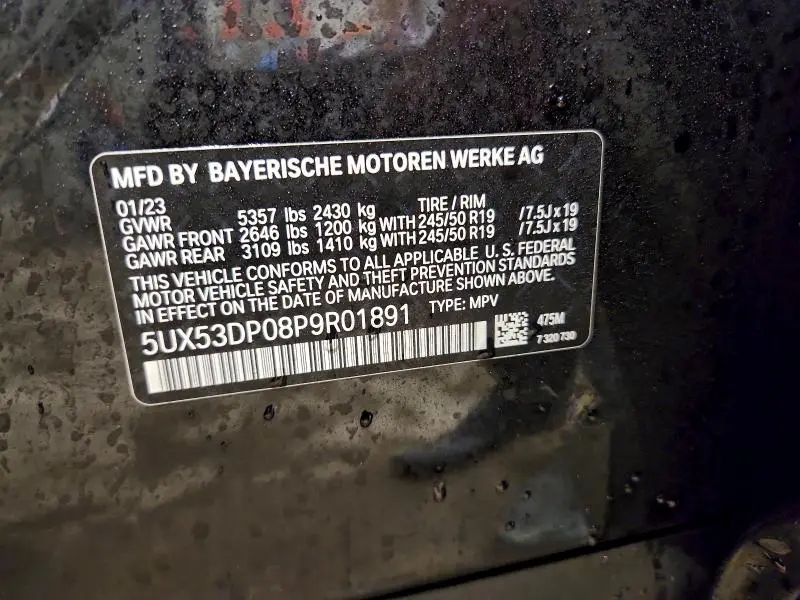 MFD BY BAYERISCHE MOTOREN WERKE AG
01/23 TIRE / RIM
GVWR 5357 lbs 2430 kg
GAWR FRONT 2646 lbs 1200 kg WITH 245/50 R19 /7.5J x 19
GAWR REAR 3109 lbs 1410 kg WITH 245/50 R19 /7.5J x 19
THIS VEHICLE CONFORMS TO ALL APPLICABLE U.S. FEDERAL
MOTOR VEHICLE SAFETY AND THEFT PREVENTION STANDARDS
IN EFFECT ON THE DATE OF MANUFACTURE SHOWN ABOVE.
5UX53DP08P9R01891 TYPE: MPV
475M
7 320 730